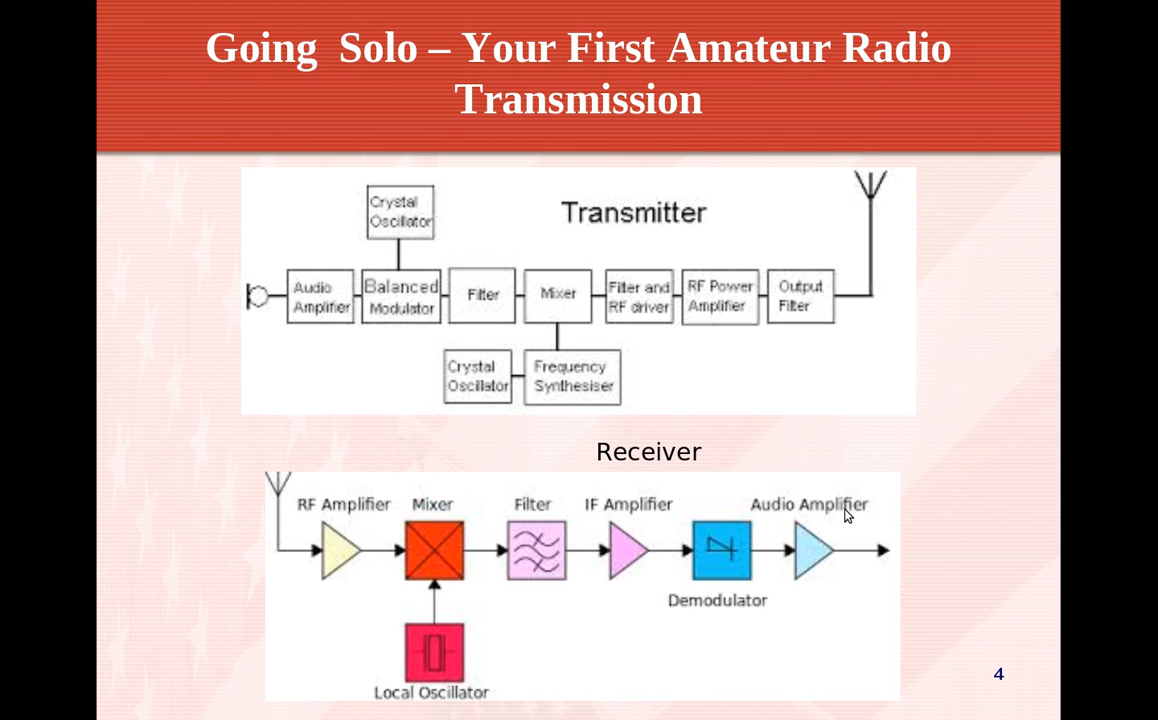 Going  Solo – Your First Amateur Radio
Transmission
Transmitter
Crystal
Oscillator
Audio
Amplifier
Balanced
Modulator
Filter
Mixer
Filter and
RF driver
RF Power
Amplifier
Output
Filter
Crystal
Oscillator
Frequency
Synthesiser
Receiver
RF Amplifier
Mixer
Filter
IF Amplifier
Audio Amplifier
Demodulator
Local Oscillator
4